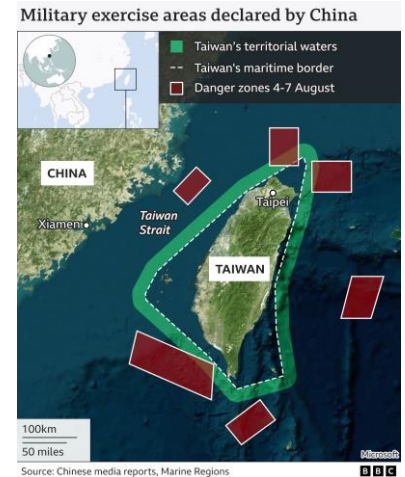 Military exercise areas declared by China
Taiwan's territorial waters
Taiwan's maritime border
Danger zones 4-7 August
CHINA
Taipei
Xiamen
Taiwan
Strait
TAIWAN
100km
50 miles
Microsoft
Source: Chinese media reports, Marine Regions
BBC